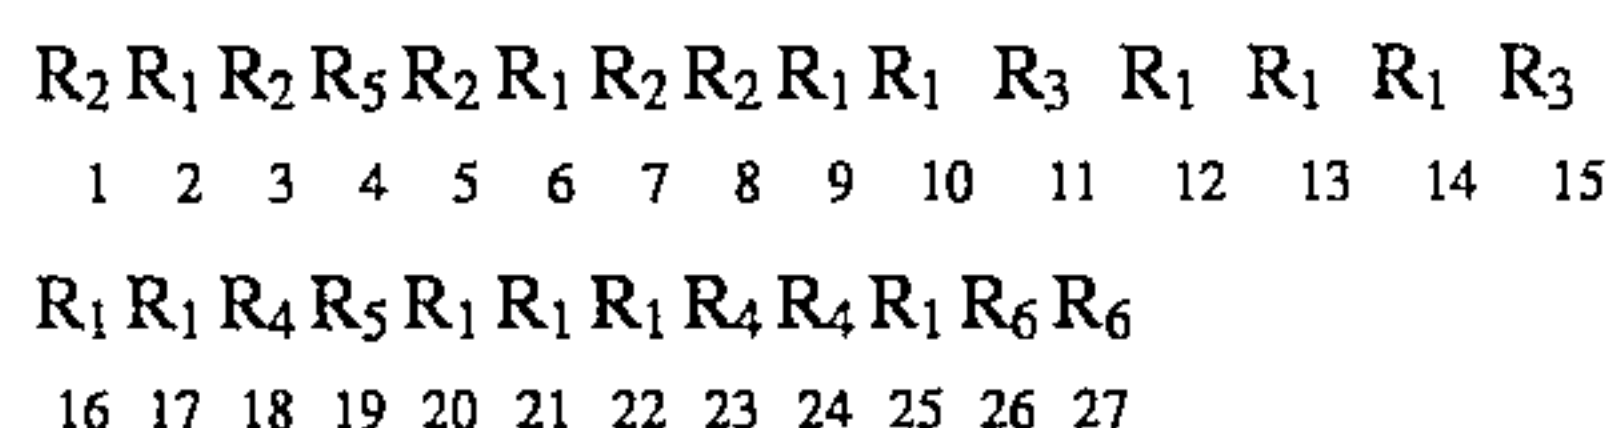 R₂ R₁ R₂ R₅ R₂ R₁ R₂ R₂ R₁ R₁ R₃ R₁ R₁ R₁ R₃
1 2 3 4 5 6 7 8 9 10 11 12 13 14 15
R₁ R₁ R₄ R₅ R₁ R₁ R₁ R₄ R₄ R₁ R₆ R₆
16 17 18 19 20 21 22 23 24 25 26 27